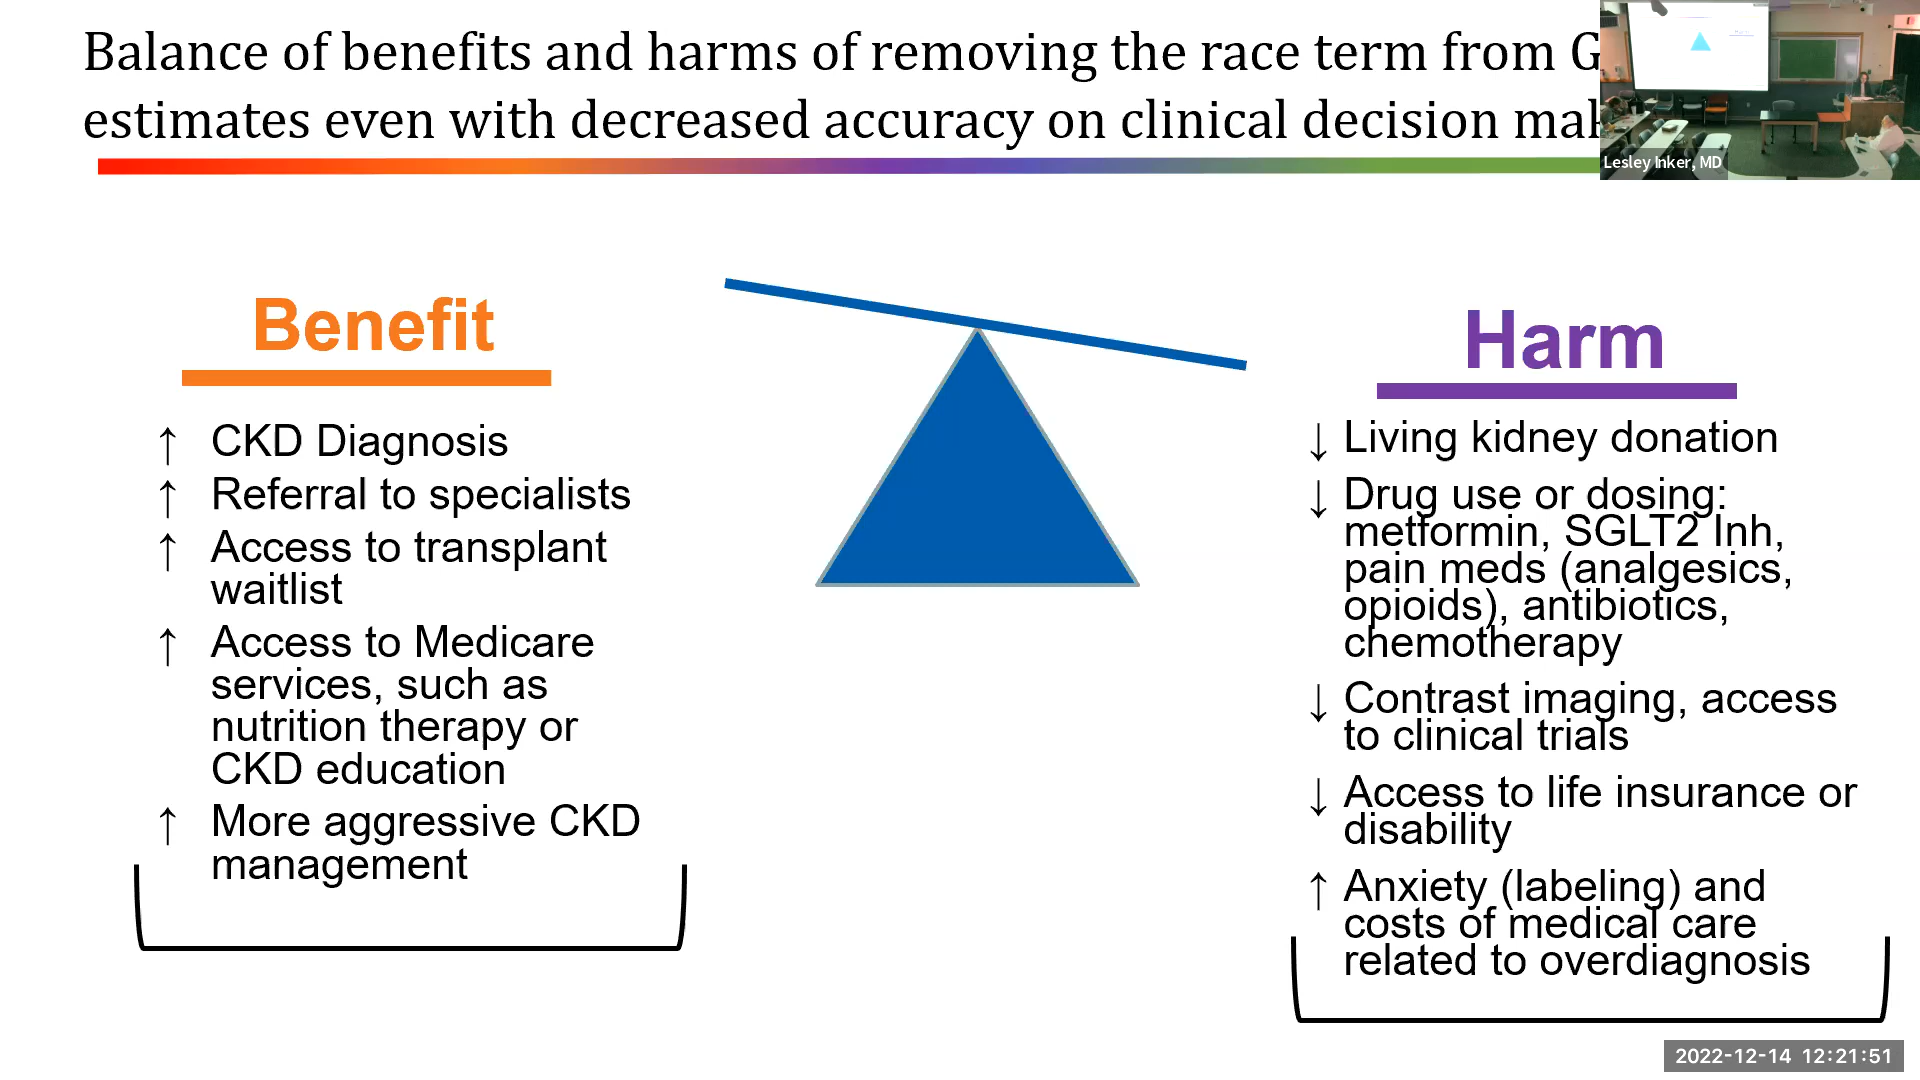 Balance of benefits and harms of removing the race term from G
estimates even with decreased accuracy on clinical decision mak
Lesley Inker, MD
Benefit
↑ CKD Diagnosis
↑ Referral to specialists
↑ Access to transplant
waitlist
↑ Access to Medicare
services, such as
nutrition therapy or
CKD education
↑ More aggressive CKD
management
Harm
↓ Living kidney donation
↓ Drug use or dosing:
metformin, SGLT2 Inh,
pain meds (analgesics,
opioids), antibiotics,
chemotherapy
↓ Contrast imaging, access
to clinical trials
↓ Access to life insurance or
disability
↑ Anxiety (labeling) and
costs of medical care
related to overdiagnosis
2022-12-14 12:21:51